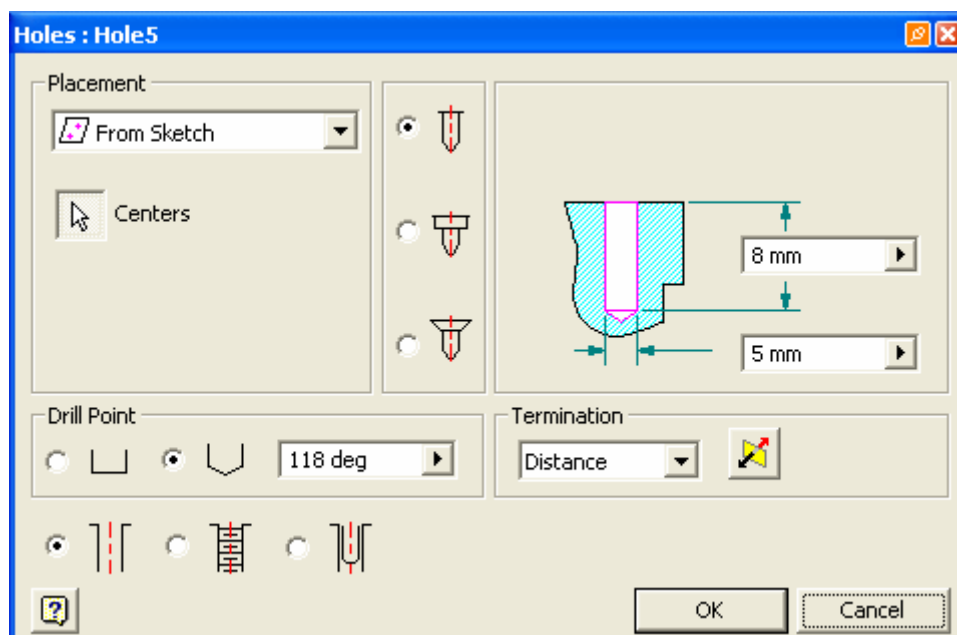 Holes : Hole5
Placement
From Sketch
Centers
8 mm
5 mm
Drill Point
118 deg
Termination
Distance
?
OK
Cancel